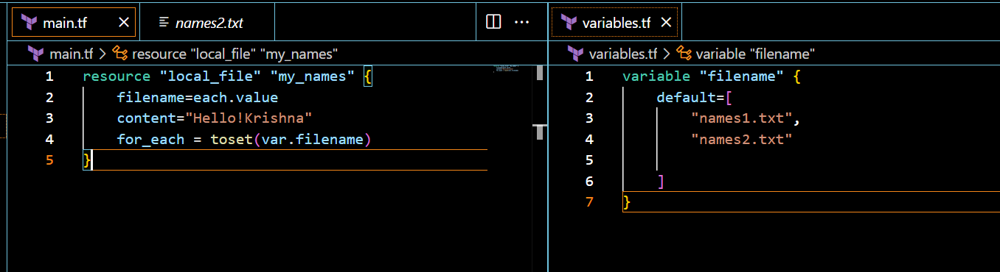 main.tf
names2.txt
main.tf > resource "local_file" "my_names"
1 resource "local_file" "my_names" {
2     filename=each.value
3     content="Hello!Krishna"
4     for_each = toset(var.filename)
5 }
variables.tf
variables.tf > variable "filename"
1 variable "filename" {
2     default=[
3         "names1.txt",
4         "names2.txt"
5
6     ]
7 }